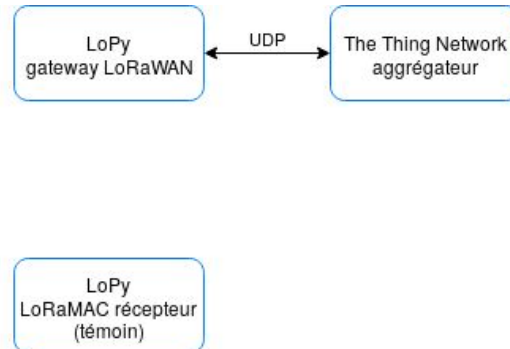 LoPy
gateway LoRaWAN
UDP
The Thing Network
aggrégateur
LoPy
LoRaMAC récepteur
(témoin)